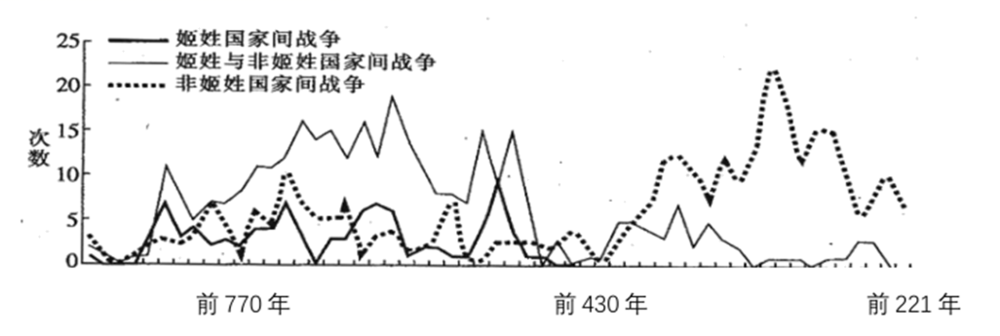 25
姬姓国家间战争
姬姓与非姬姓国家间战争
20
非姬姓国家间战争
15
次数
10
5
0
前 770 年
前 430 年
前 221 年